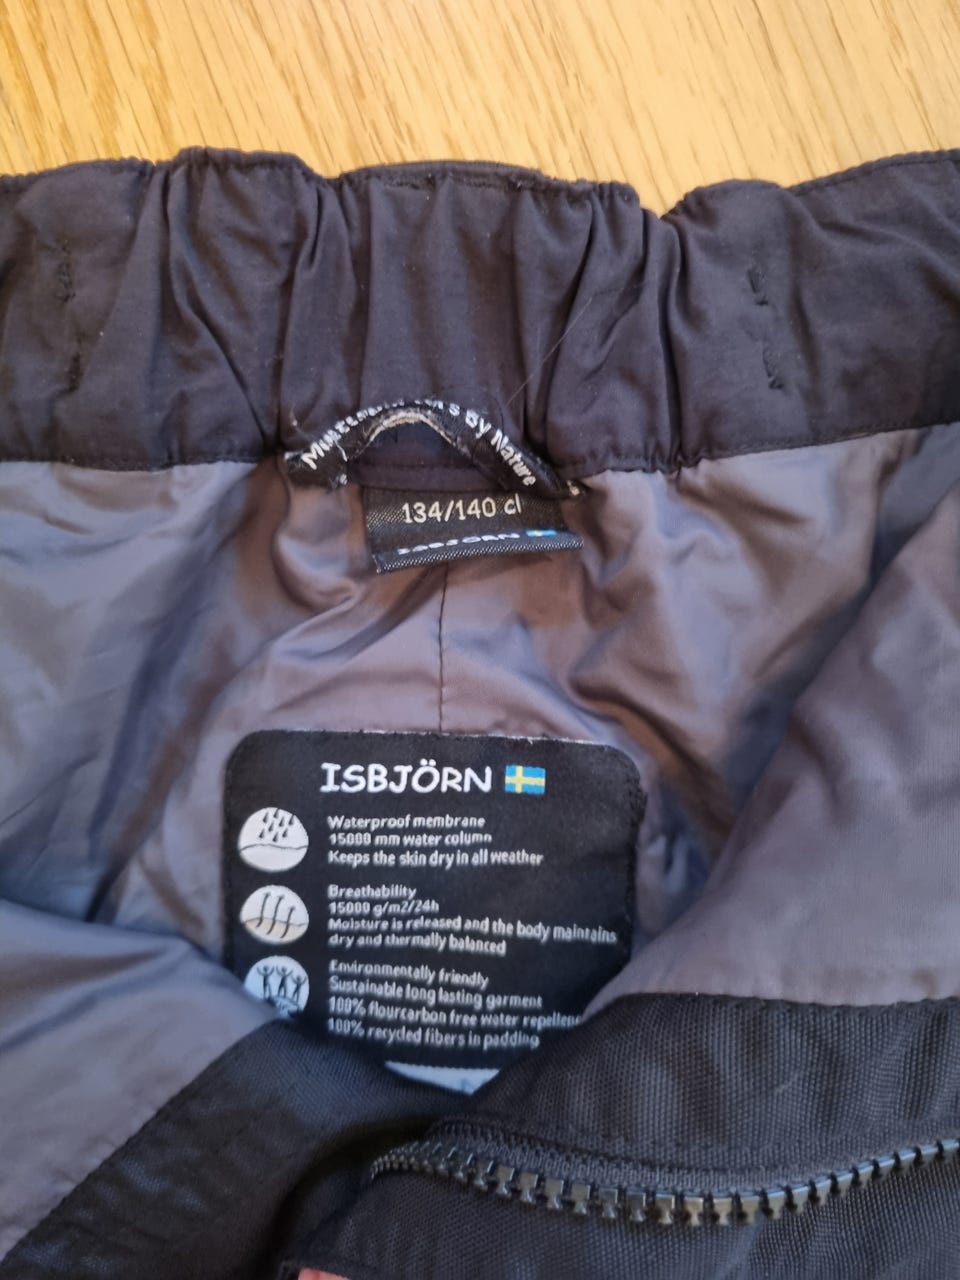 By Nature
134/140 cl
ISBJÖRN
ISBJÖRN
Waterproof membrane
15000 mm water column
Keeps the skin dry in all weather
Breathability
15000 g/m2/24h
Moisture is released and the body maintains
dry and thermally balanced
Environmentally friendly
Sustainable long lasting garment
100% flourcarbon free water repellenc
100% recycled fibers in padding